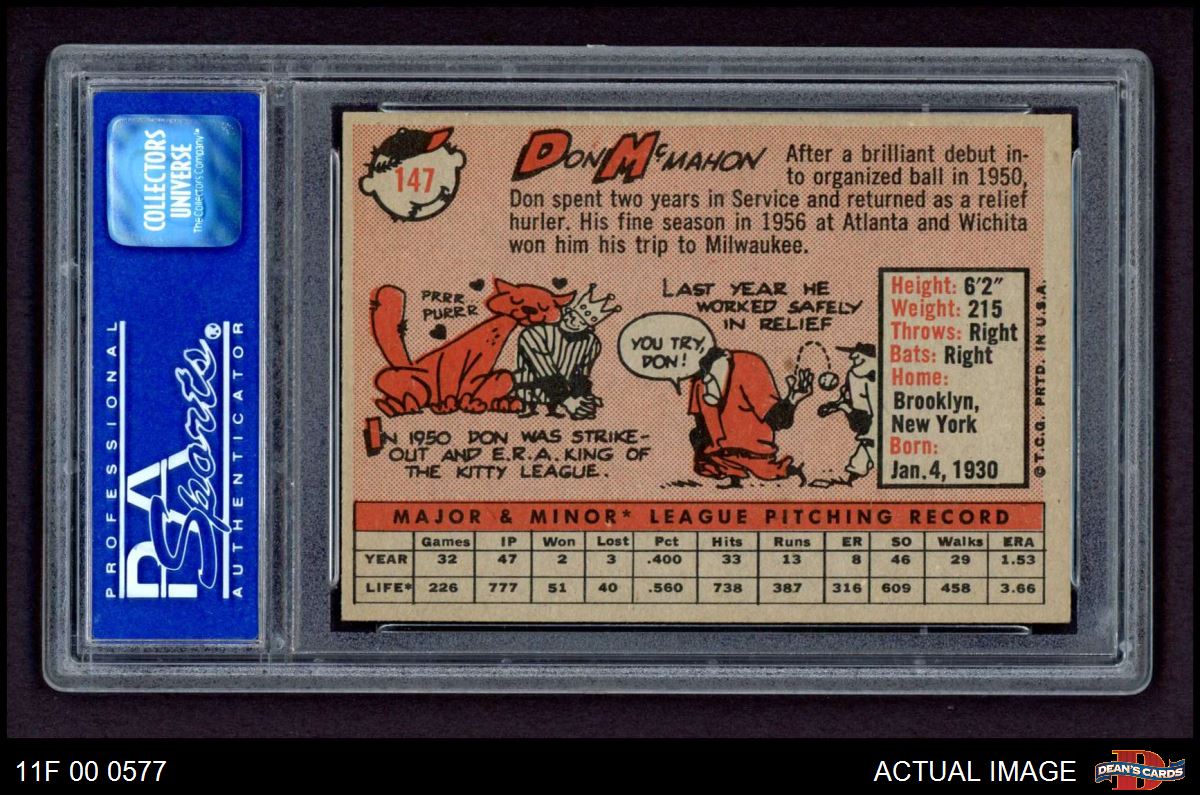 COLLECTORS
UNIVERSE
The Collectors Company™
PROFESSIONAL
PSA
Sports®
AUTHENTICATOR
147
DON McMAHON
After a brilliant debut in-
to organized ball in 1950,
Don spent two years in Service and returned as a relief
hurler. His fine season in 1956 at Atlanta and Wichita
won him his trip to Milwaukee.
PRRR
PURRR
IN 1950 DON WAS STRIKE-
OUT AND E.R.A. KING OF
THE KITTY LEAGUE.
LAST YEAR HE
WORKED SAFELY
IN RELIEF
YOU TRY,
DON!
Height: 6'2"
Weight: 215
Throws: Right
Bats: Right
Home:
Brooklyn,
New York
Born:
Jan. 4, 1930
©T.C.G. PRTD. IN U.S.A.
MAJOR & MINOR* LEAGUE PITCHING RECORD
Games IP Won Lost Pct Hits Runs ER SO Walks ERA
YEAR 32 47 2 3 .400 33 13 8 46 29 1.53
LIFE* 226 777 51 40 .560 738 387 316 609 458 3.66
11F 00 0577
ACTUAL IMAGE
D
DEAN'S CARDS